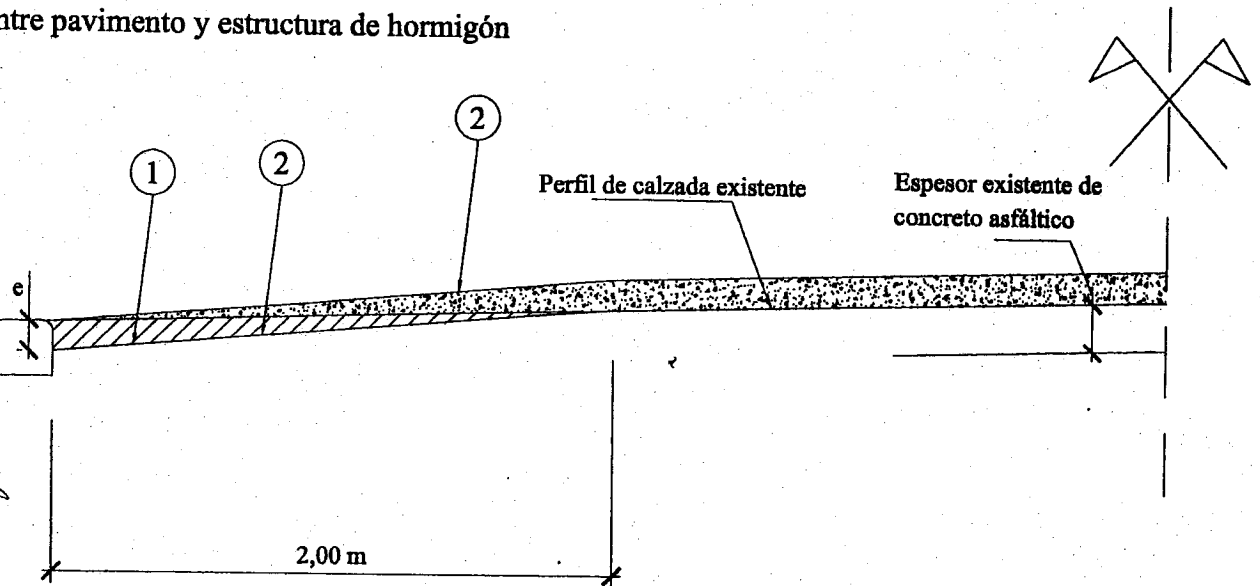 ntre pavimento y estructura de hormigón
2
2
1
Perfil de calzada existente
Espesor existente de
concreto asfáltico
e
2,00 m